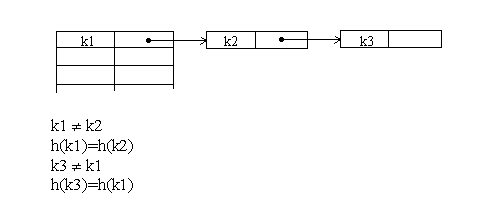 k1 k2 k3
k1 ≠ k2
h(k1)=h(k2)
k3 ≠ k1
h(k3)=h(k1)